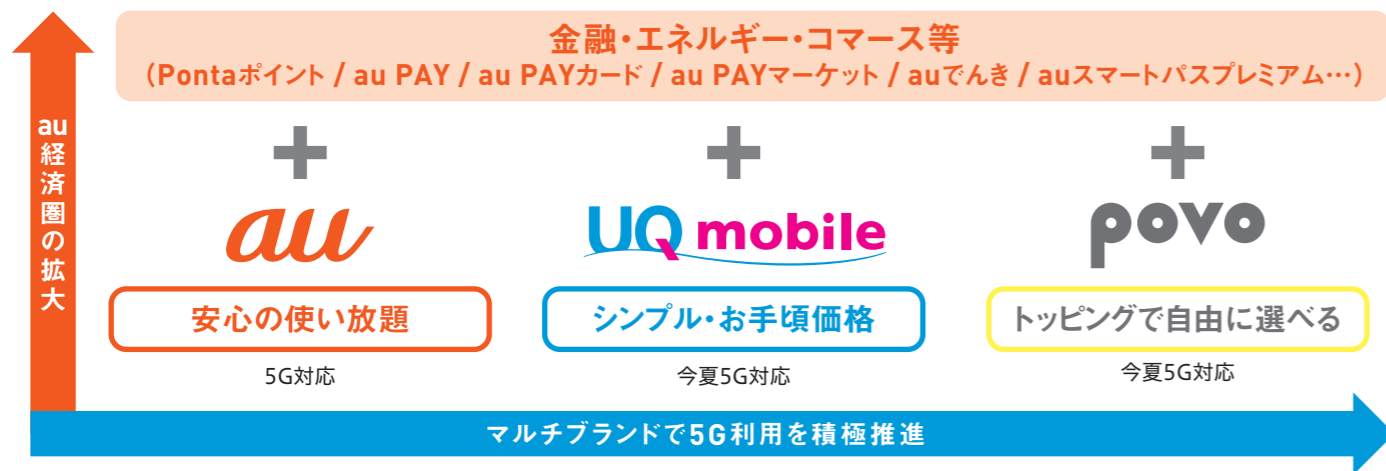 金融・エネルギー・コマース等
（Pontaポイント / au PAY / au PAYカード / au PAYマーケット / auでんき / auスマートパスプレミアム…）
au経済圏の拡大
+ + +
au
UQ mobile
povo
安心の使い放題
シンプル・お手頃価格
トッピングで自由に選べる
5G対応
今夏5G対応
今夏5G対応
マルチブランドで5G利用を積極推進